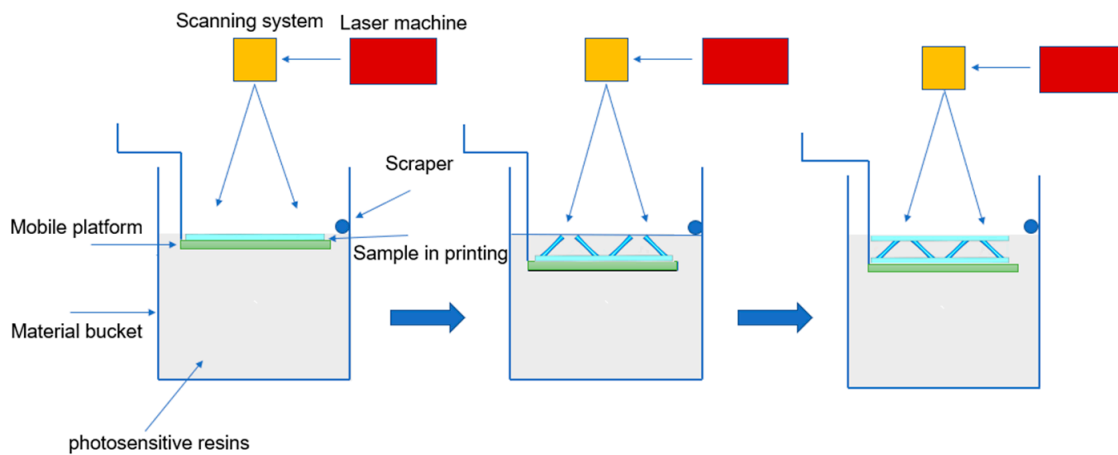 Scanning system
Laser machine
Scraper
Mobile platform
Sample in printing
Material bucket
photosensitive resins